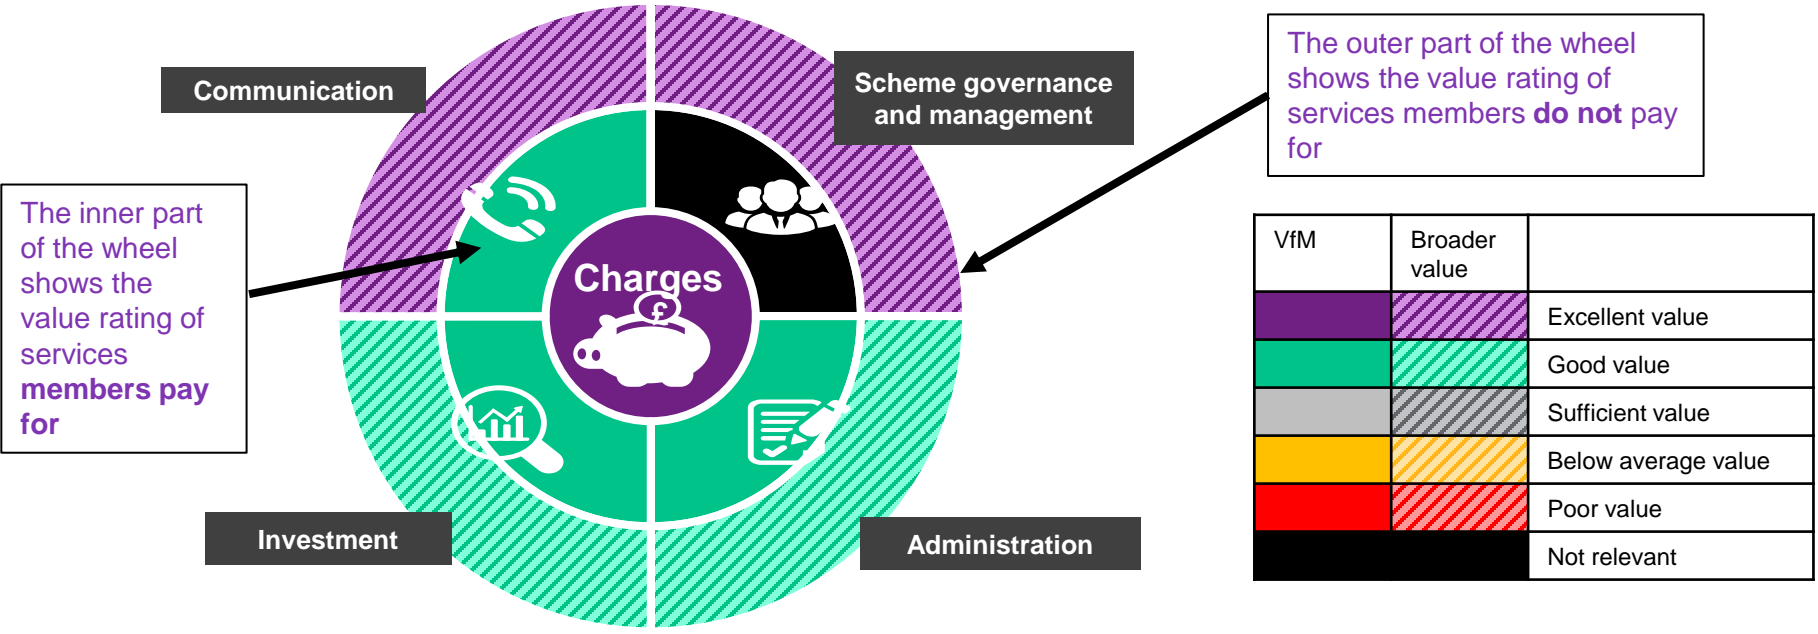 Communication
Scheme governance
and management
The outer part of the wheel
shows the value rating of
services members do not pay
for
The inner part
of the wheel
shows the
value rating of
services
members pay
for
Charges
£
Investment
Administration
VfM
Broader
value
Excellent value
Good value
Sufficient value
Below average value
Poor value
Not relevant